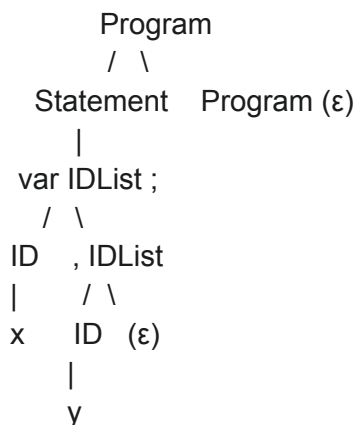 Program
/ \
Statement Program (ε)
|
var IDList ;
/ \
ID , IDList
| / \
x ID (ε)
|
y